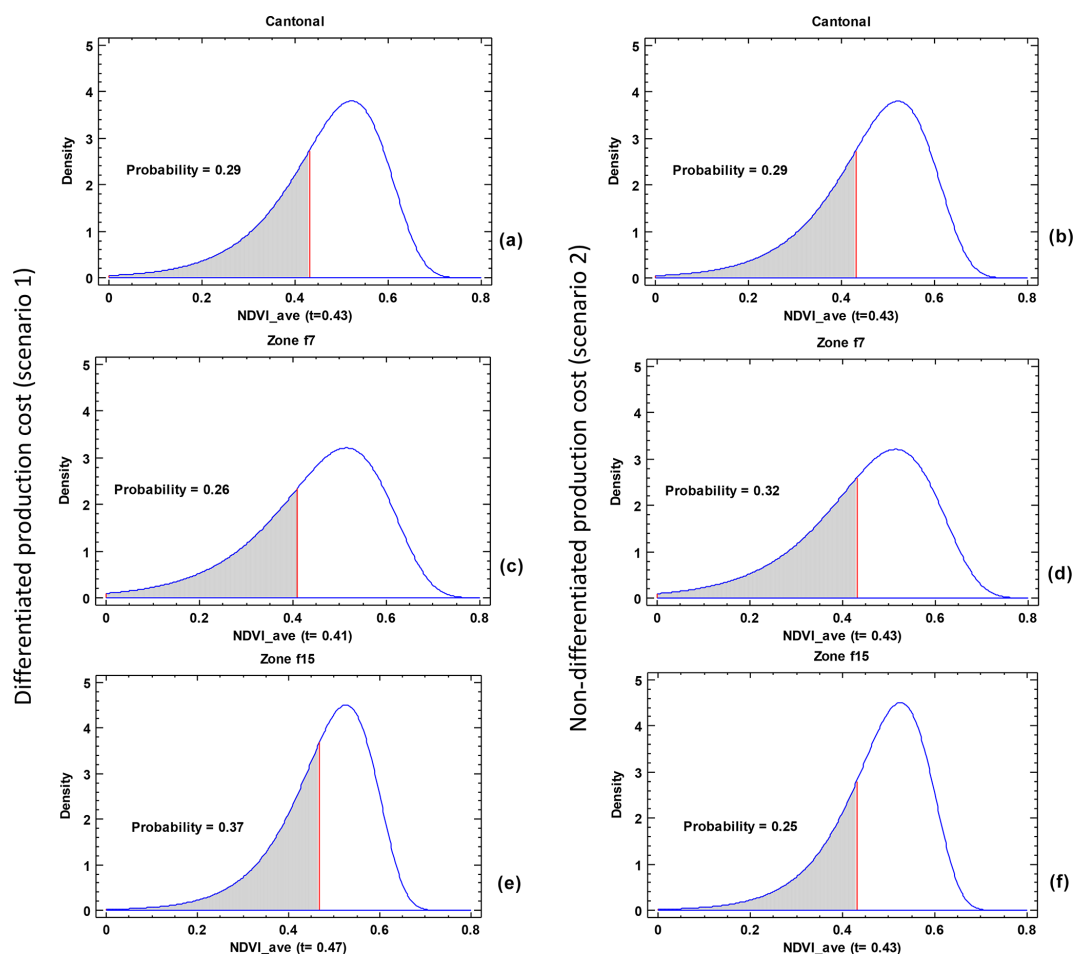 Differentiated production cost (scenario 1)
Cantonal
5
4
3
2
1
0
Density
Probability = 0.29
(a)
0 0.2 0.4 0.6 0.8
NDVI_ave (t=0.43)
Zone f7
5
4
3
2
1
0
Density
Probability = 0.26
(c)
0 0.2 0.4 0.6 0.8
NDVI_ave (t= 0.41)
Zone f15
5
4
3
2
1
0
Density
Probability = 0.37
(e)
0 0.2 0.4 0.6 0.8
NDVI_ave (t= 0.47)
Non-differentiated production cost (scenario 2)
Cantonal
5
4
3
2
1
0
Density
Probability = 0.29
(b)
0 0.2 0.4 0.6 0.8
NDVI_ave (t=0.43)
Zone f7
5
4
3
2
1
0
Density
Probability = 0.32
(d)
0 0.2 0.4 0.6 0.8
NDVI_ave (t= 0.43)
Zone f15
5
4
3
2
1
0
Density
Probability = 0.25
(f)
0 0.2 0.4 0.6 0.8
NDVI_ave (t= 0.43)